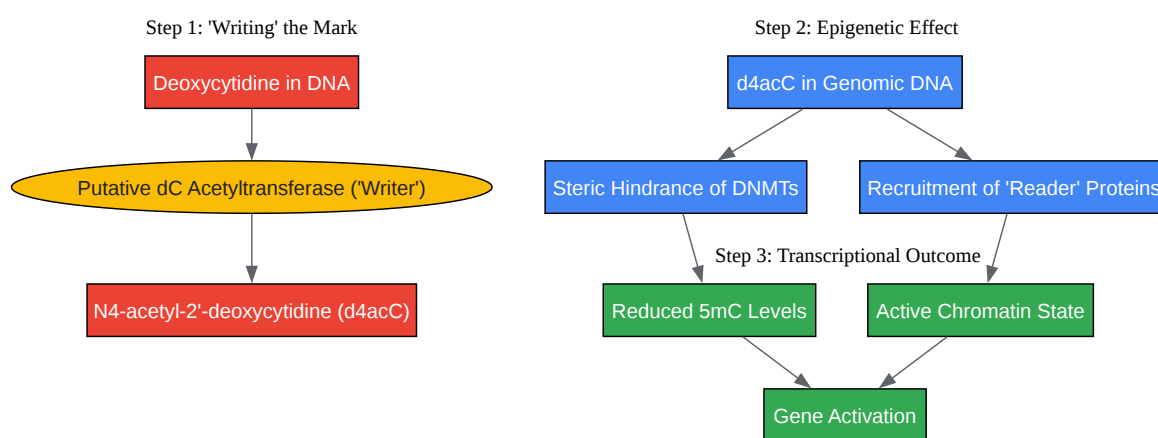 Step 1: 'Writing' the Mark
Deoxycytidine in DNA
Putative dC Acetyltransferase ('Writer')
N4-acetyl-2'-deoxycytidine (d4acC)
Step 2: Epigenetic Effect
d4acC in Genomic DNA
Steric Hindrance of DNMTs
Recruitment of 'Reader' Proteins
Step 3: Transcriptional Outcome
Reduced 5mC Levels
Active Chromatin State
Gene Activation